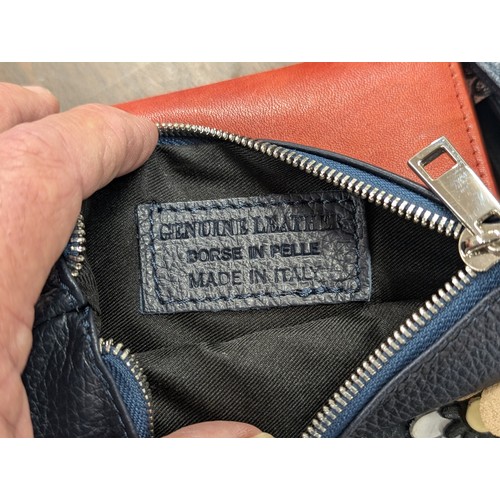 GENUINE LEATHER
BORSE IN PELLE
MADE IN ITALY